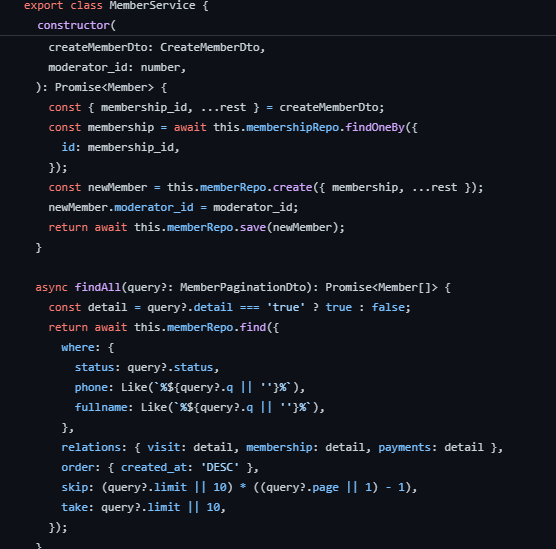 export class MemberService {
constructor(
createMemberDto: CreateMemberDto,
moderator_id: number,
): Promise<Member> {
const { membership_id, ...rest } = createMemberDto;
const membership = await this.membershipRepo.findOneBy({
id: membership_id,
});
const newMember = this.memberRepo.create({ membership, ...rest });
newMember.moderator_id = moderator_id;
return await this.memberRepo.save(newMember);
}
async findAll(query?: MemberPaginationDto): Promise<Member[]> {
const detail = query?.detail === 'true' ? true : false;
return await this.memberRepo.find({
where: {
status: query?.status,
phone: Like(`%${query?.q || ''}%`),
fullname: Like(`%${query?.q || ''}%`),
},
relations: { visit: detail, membership: detail, payments: detail },
order: { created_at: 'DESC' },
skip: (query?.limit || 10) * ((query?.page || 1) - 1),
take: query?.limit || 10,
});
}